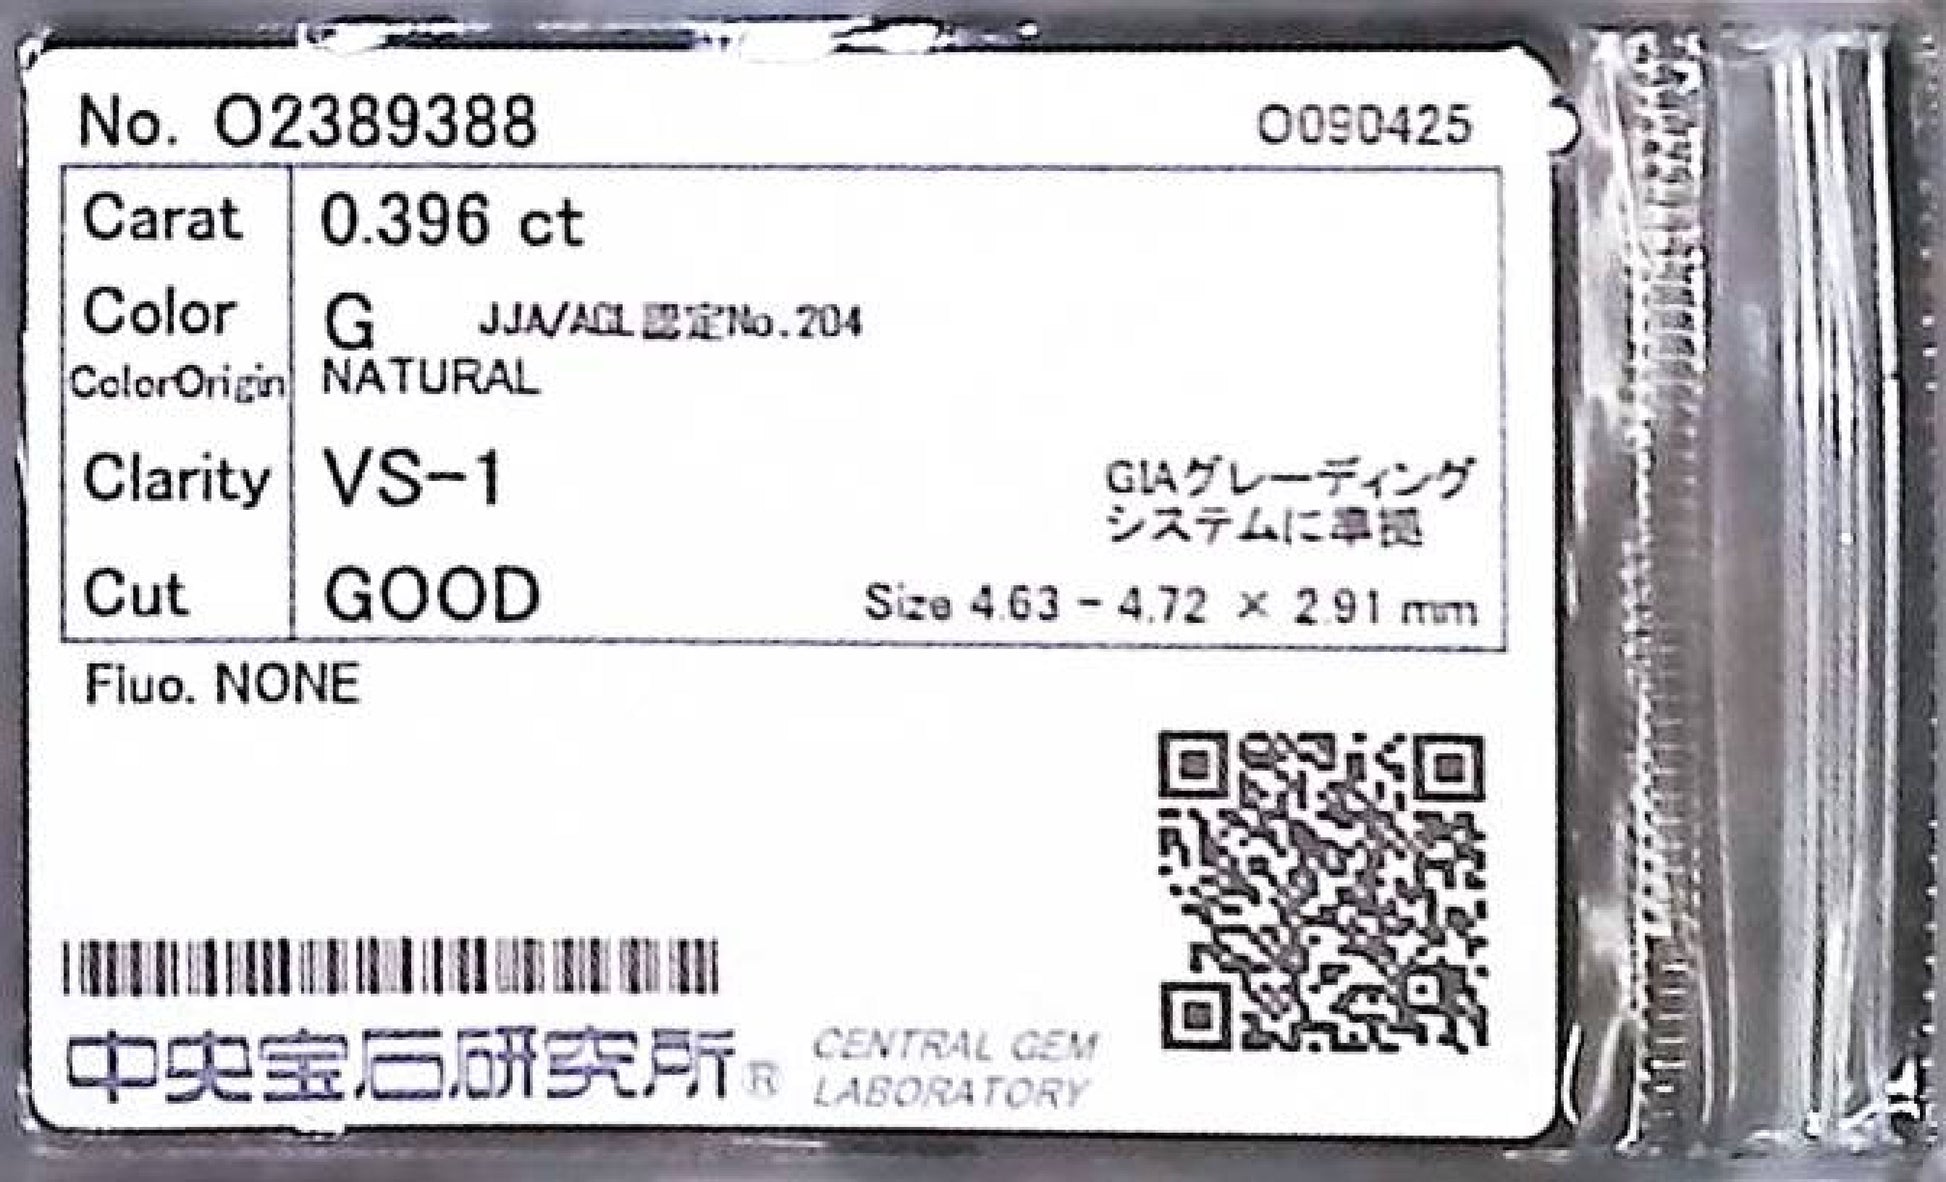 No. O2389388 O090425
Carat 0.396 ct
Color G JJA/AGL認定No.204
ColorOrigin NATURAL
Clarity VS-1
GIAグレーディング
システムに準拠
Cut GOOD Size 4.63 - 4.72 × 2.91 mm
Fluo. NONE
中央宝石研究所® CENTRAL GEM
LABORATORY